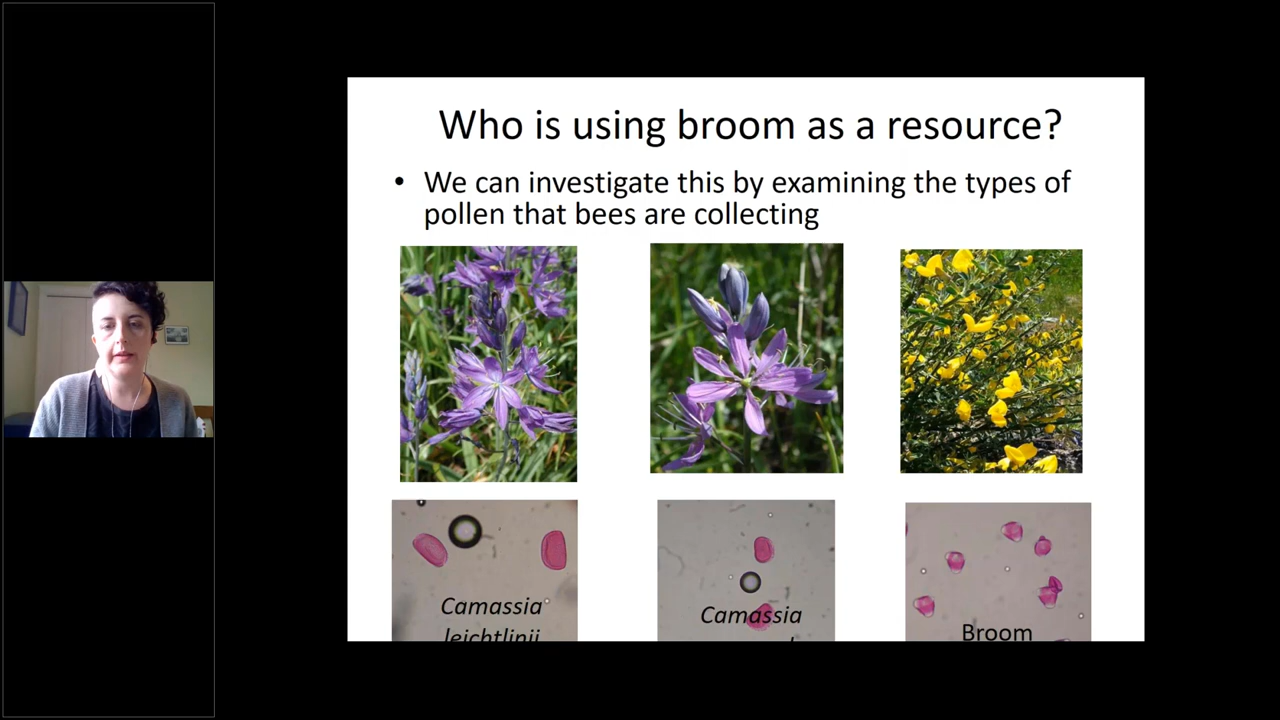 Who is using broom as a resource?
• We can investigate this by examining the types of
pollen that bees are collecting
Camassia
leichtlinii
Camassia
Broom